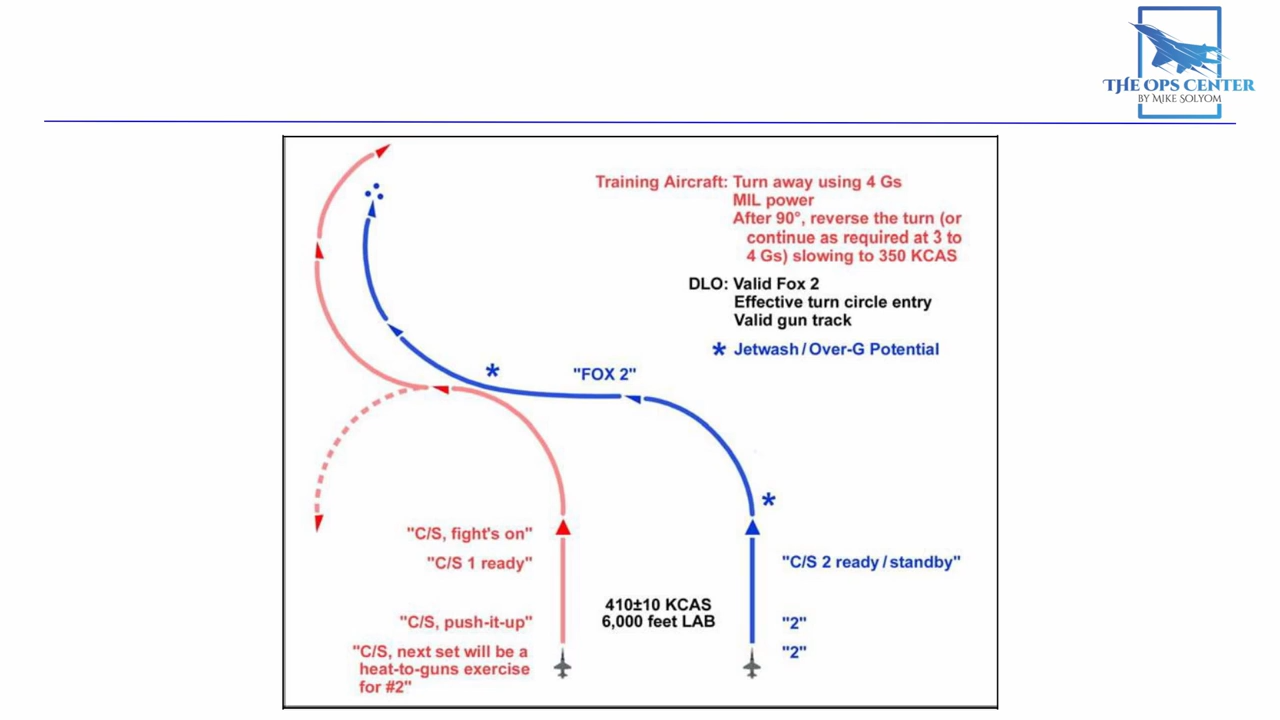 THE OPS CENTER
BY MIKE SOLYOM
Training Aircraft: Turn away using 4 Gs
MIL power
After 90°, reverse the turn (or
continue as required at 3 to
4 Gs) slowing to 350 KCAS
DLO: Valid Fox 2
Effective turn circle entry
Valid gun track
* Jetwash / Over-G Potential
*
"FOX 2"
*
"C/S, fight's on"
"C/S 1 ready"
"C/S 2 ready / standby"
410±10 KCAS
6,000 feet LAB
"C/S, push-it-up"
"2"
"C/S, next set will be a
heat-to-guns exercise
for #2"
"2"